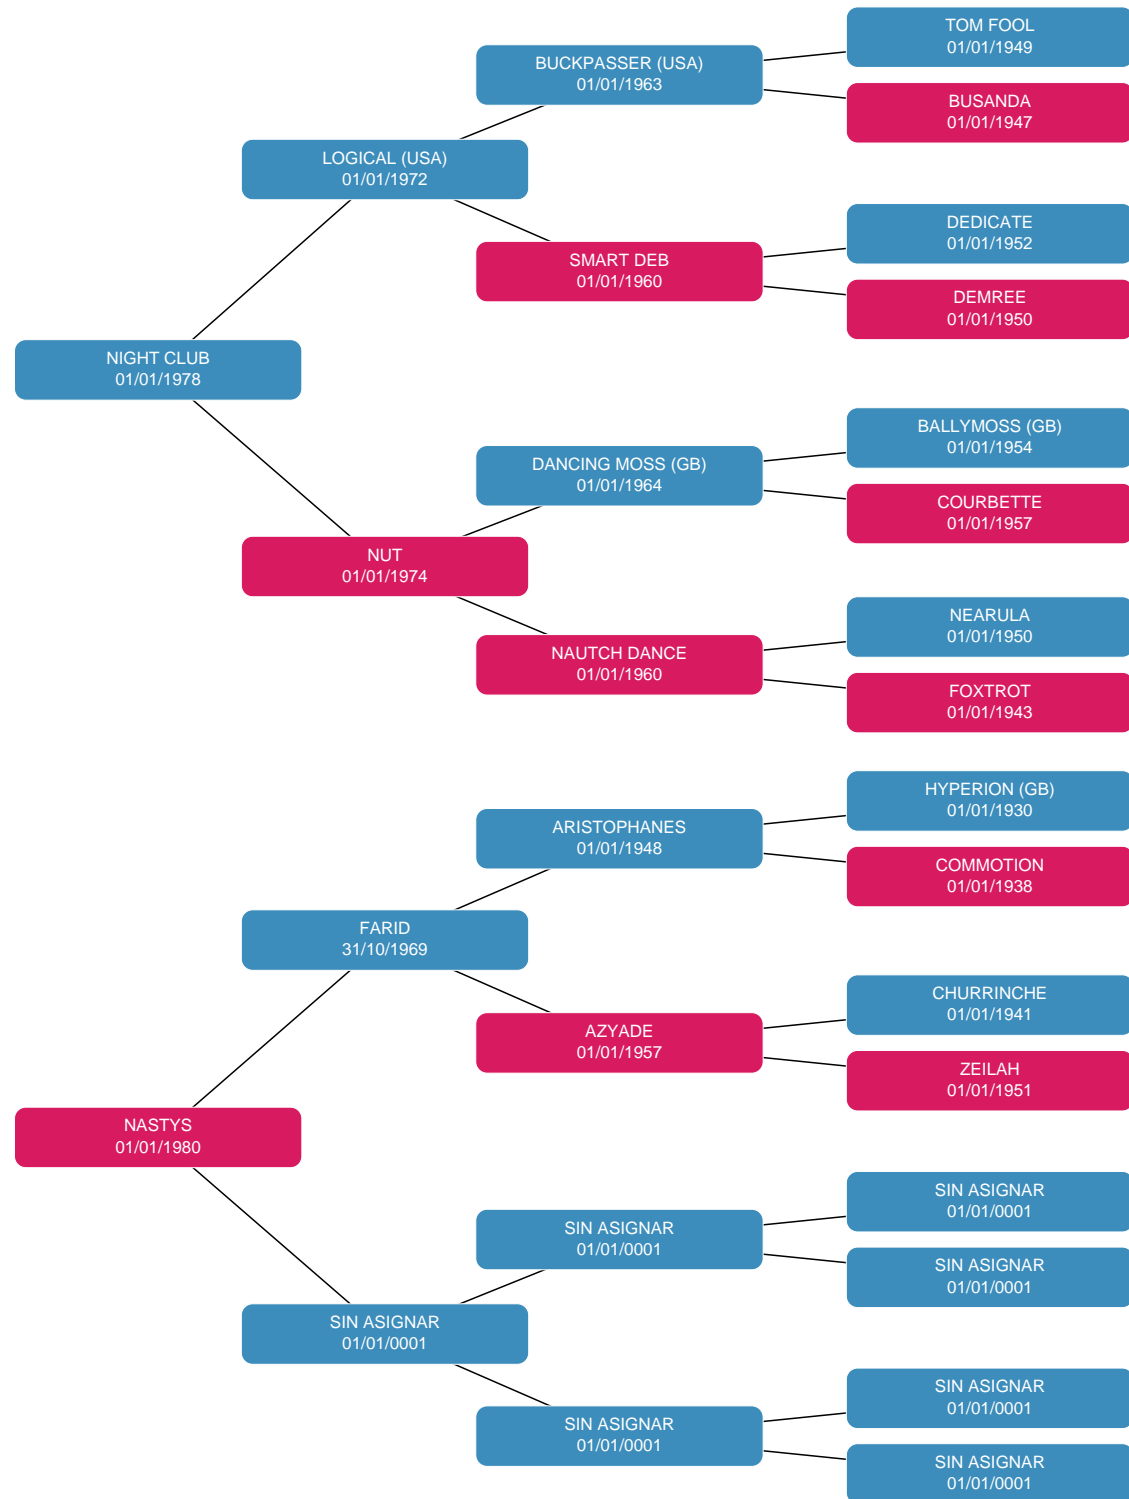 TOM FOOL
01/01/1949
BUCKPASSER (USA)
01/01/1963
BUSANDA
01/01/1947
LOGICAL (USA)
01/01/1972
DEDICATE
01/01/1952
SMART DEB
01/01/1960
DEMREE
01/01/1950
NIGHT CLUB
01/01/1978
BALLYMOSS (GB)
01/01/1954
DANCING MOSS (GB)
01/01/1964
COURBETTE
01/01/1957
NUT
01/01/1974
NEARULA
01/01/1950
NAUTCH DANCE
01/01/1960
FOXTROT
01/01/1943
HYPERION (GB)
01/01/1930
ARISTOPHANES
01/01/1948
COMMOTION
01/01/1938
FARID
31/10/1969
CHURRINCHE
01/01/1941
AZYADE
01/01/1957
ZEILAH
01/01/1951
NASTYS
01/01/1980
SIN ASIGNAR
01/01/0001
SIN ASIGNAR
01/01/0001
SIN ASIGNAR
01/01/0001
SIN ASIGNAR
01/01/0001
SIN ASIGNAR
01/01/0001
SIN ASIGNAR
01/01/0001
SIN ASIGNAR
01/01/0001